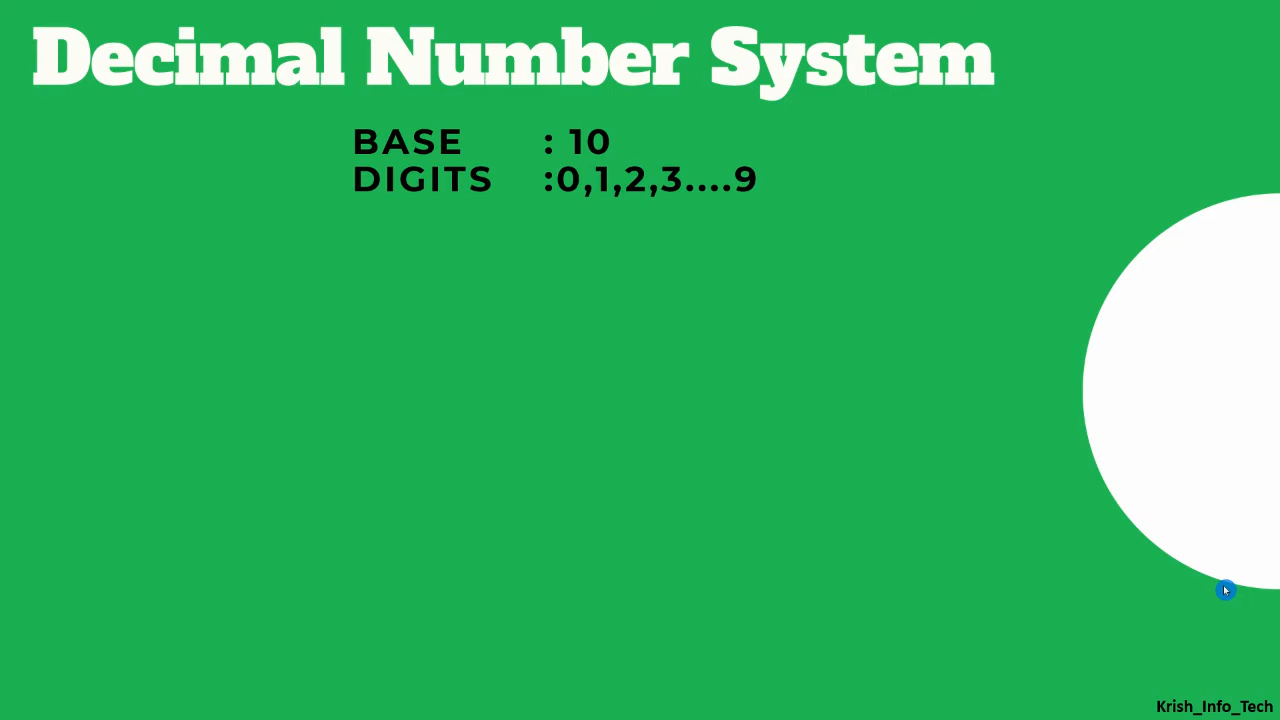 Decimal Number System
BASE : 10
DIGITS :0,1,2,3....9
Krish_Info_Tech